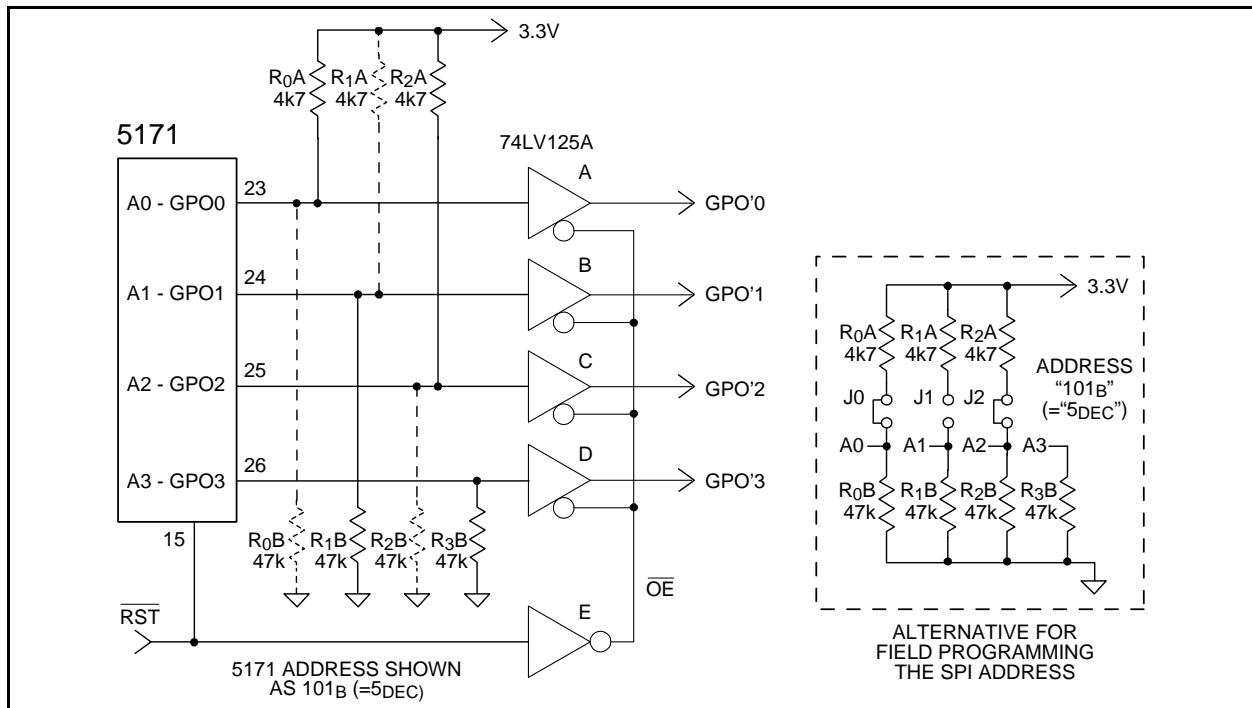 3.3V
R0A
4k7
R1A
4k7
R2A
4k7
5171
74LV125A
A
A0 - GPO0
23
GPO'0
B
A1 - GPO1
24
GPO'1
C
A2 - GPO2
25
GPO'2
D
A3 - GPO3
26
GPO'3
15
R0B
47k
R1B
47k
R2B
47k
R3B
47k
OE
RST
E
5171 ADDRESS SHOWN
AS 101B (=5DEC)
3.3V
R0A
4k7
R1A
4k7
R2A
4k7
ADDRESS
"101B"
(="5DEC")
J0
J1
J2
A0
A1
A2
A3
R0B
47k
R1B
47k
R2B
47k
R3B
47k
ALTERNATIVE FOR
FIELD PROGRAMMING
THE SPI ADDRESS